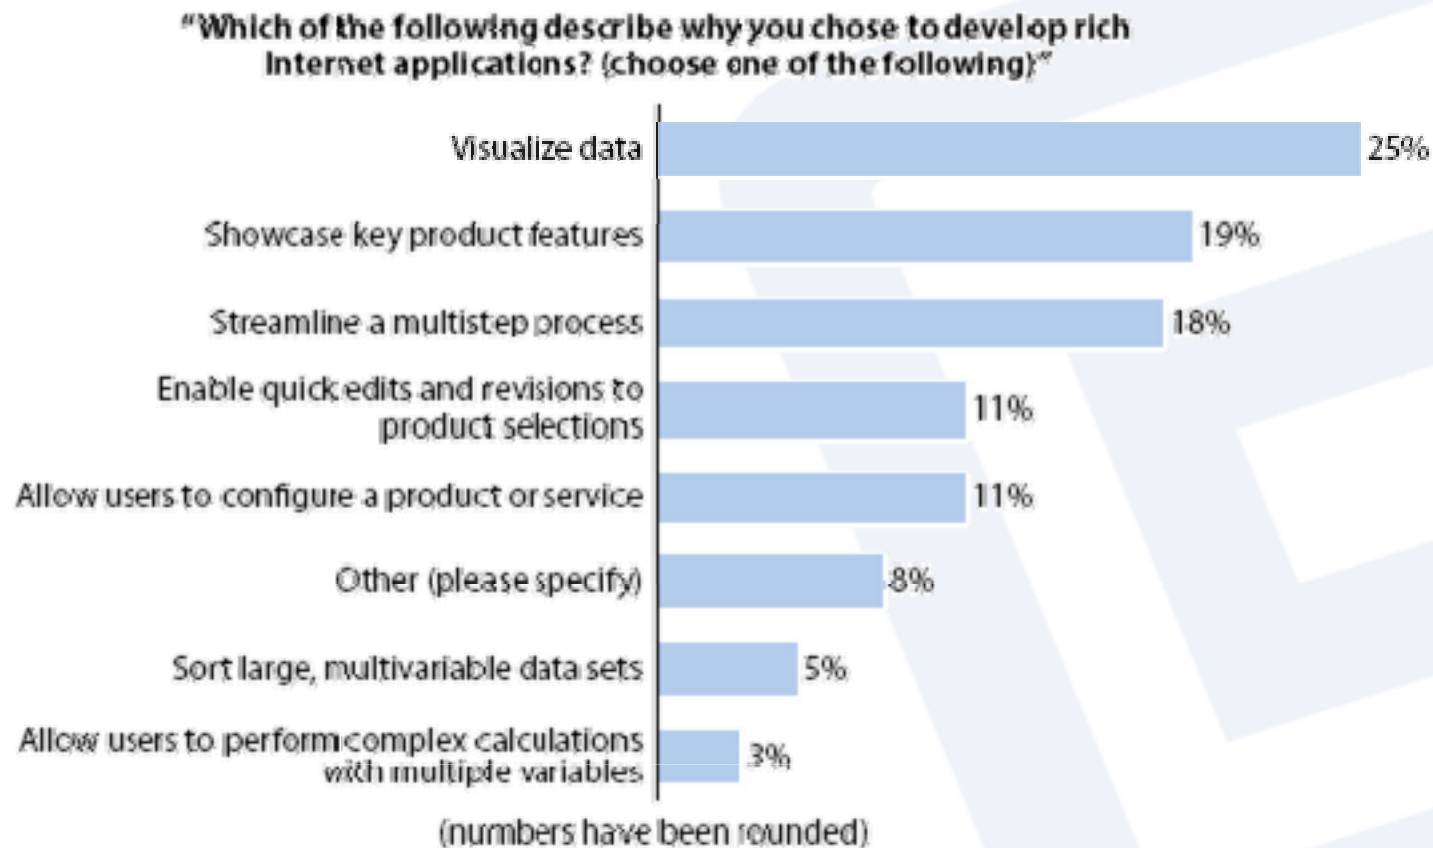 “Which of the following describe why you chose to develop rich
Internet applications? (choose one of the following)”
Visualize data
25%
Showcase key product features
19%
Streamline a multistep process
18%
Enable quick edits and revisions to
product selections
11%
Allow users to configure a product or service
11%
Other (please specify)
8%
Sort large, multivariable data sets
5%
Allow users to perform complex calculations
with multiple variables
3%
(numbers have been rounded)